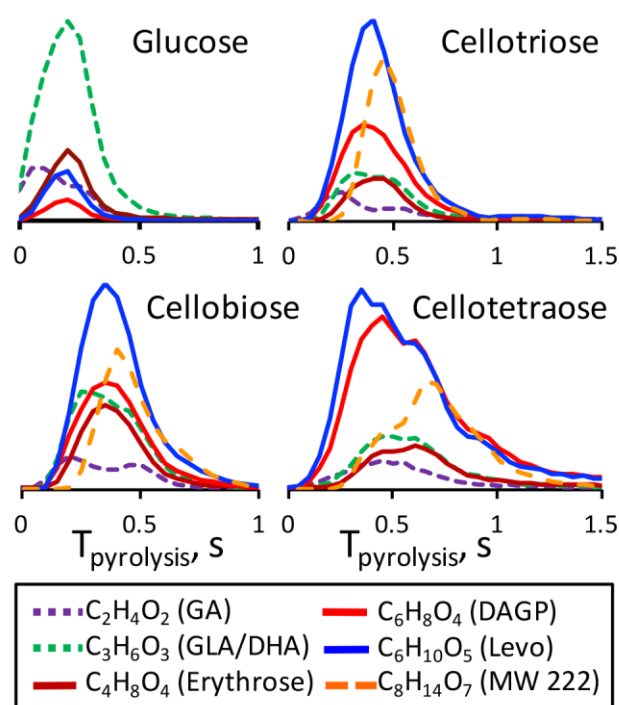 Glucose
Cellotriose
0 0.5 1
0 0.5 1 1.5
Cellobiose
Cellotetraose
0 0.5 1
0 0.5 1 1.5
Tpyrolysis, s
Tpyrolysis, s
C2H4O2 (GA)
C6H8O4 (DAGP)
C3H6O3 (GLA/DHA)
C6H10O5 (Levo)
C4H8O4 (Erythrose)
C8H14O7 (MW 222)